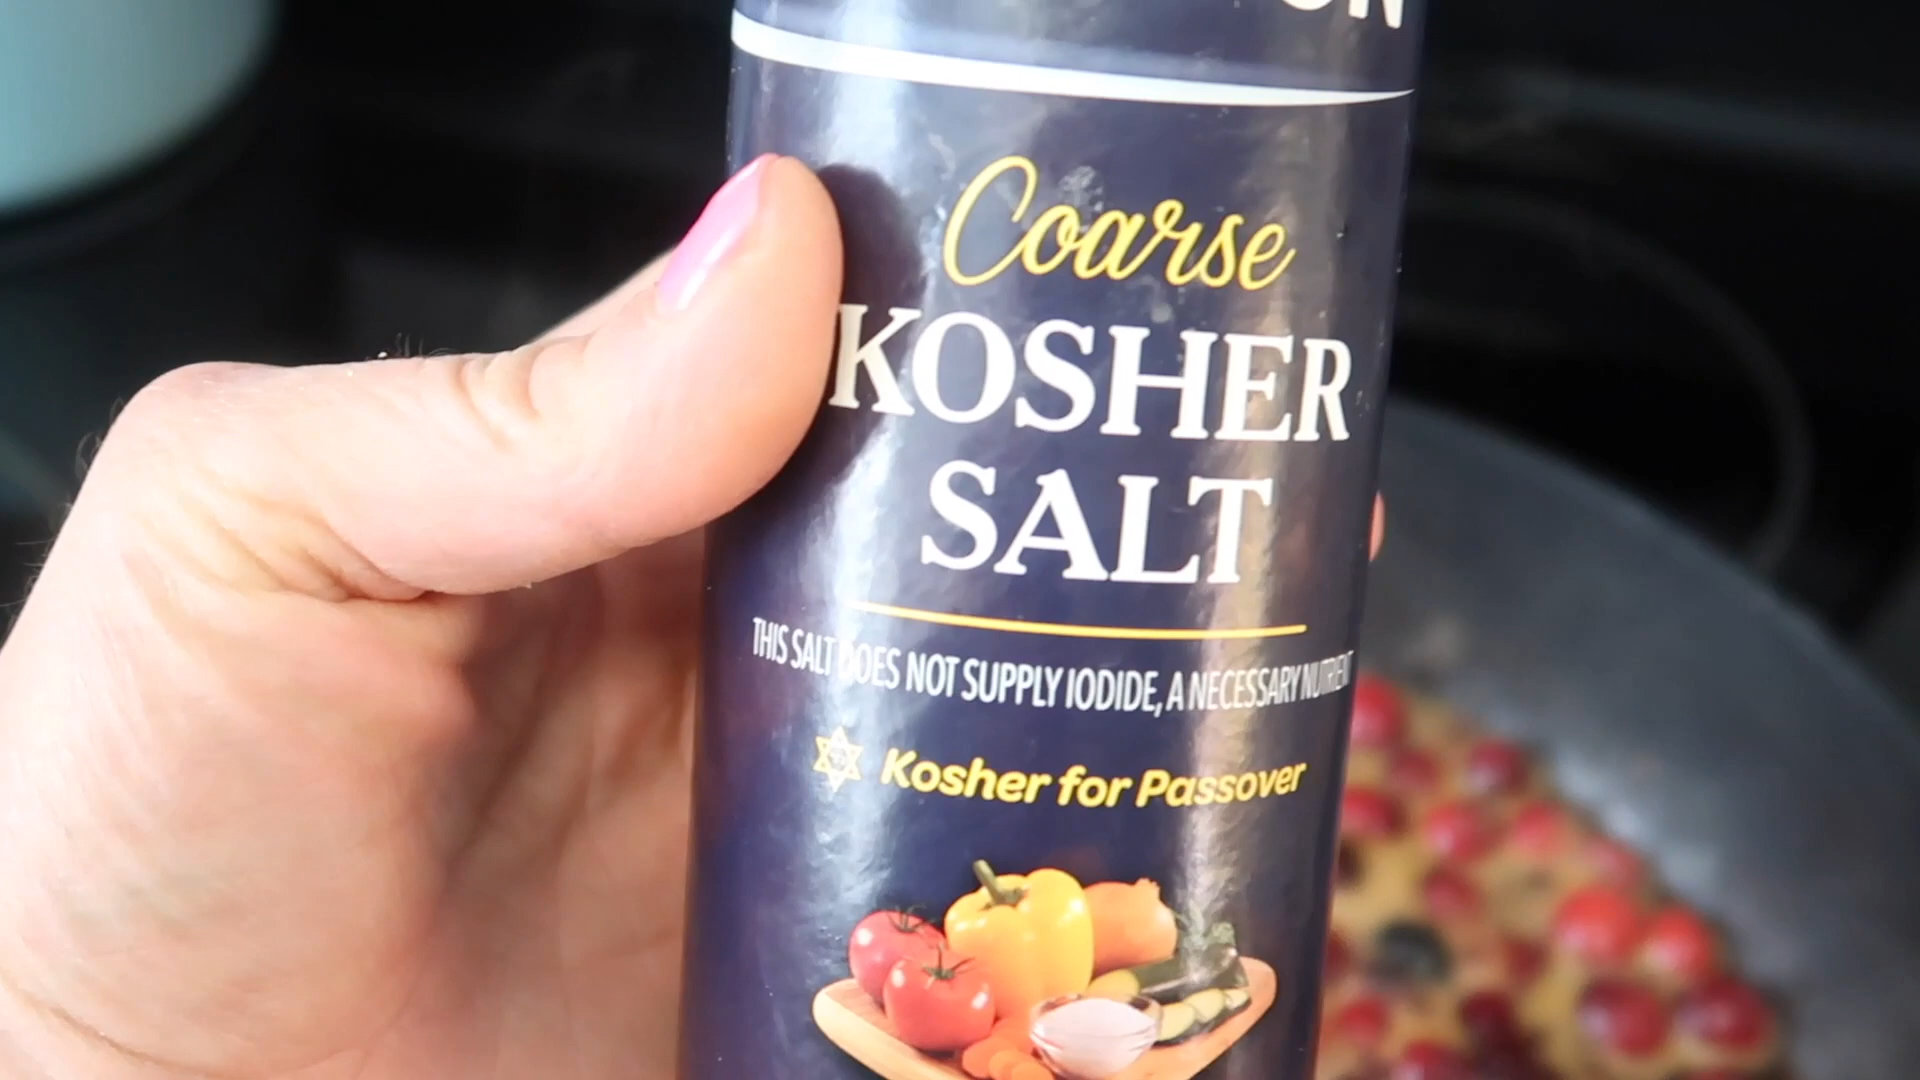 Coarse
KOSHER
SALT
THIS SALT DOES NOT SUPPLY IODIDE, A NECESSARY NUTRIENT
Kosher for Passover